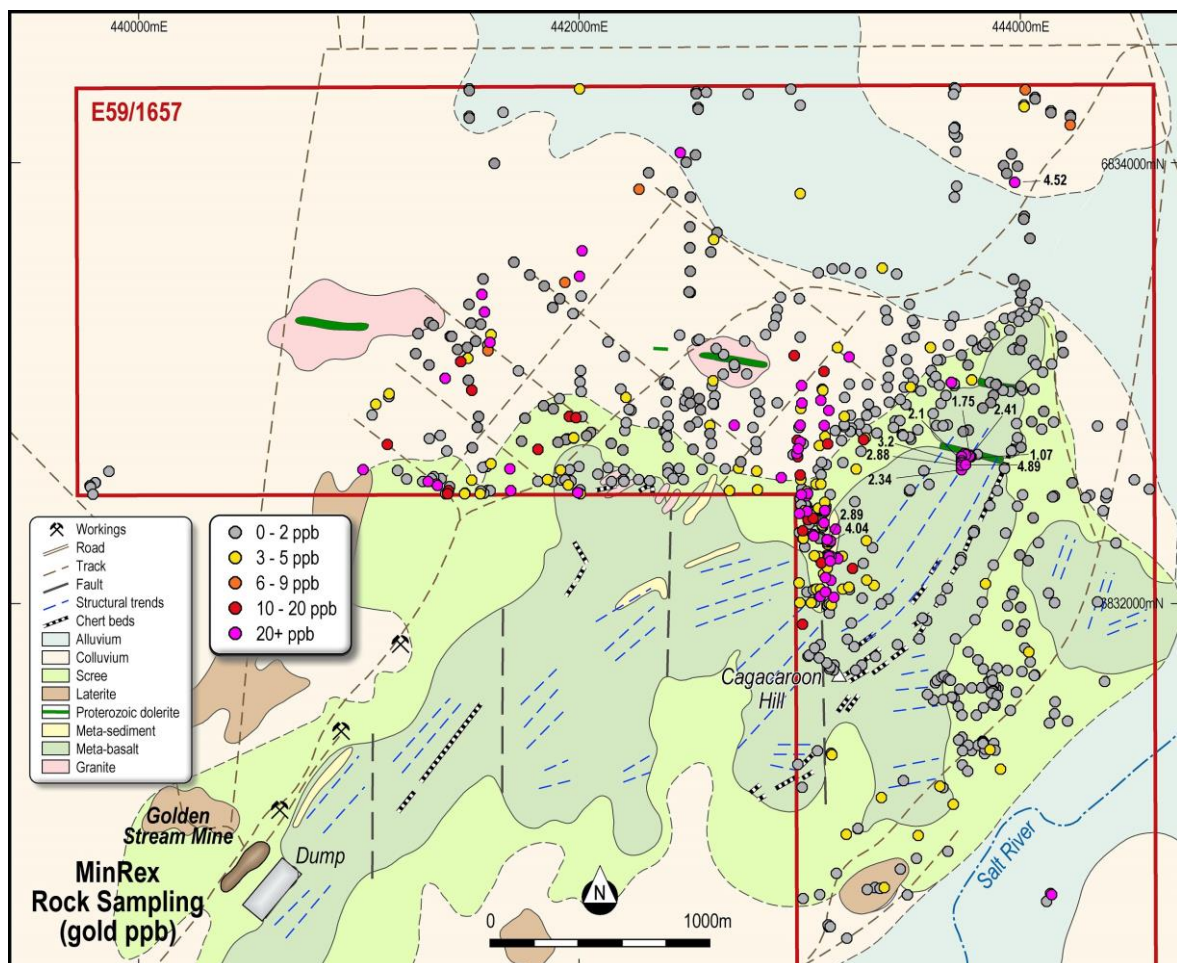 440000mE
442000mE
444000mE
E59/1657
6834000mN
4.52
1.75
2.1
2.41
3.2
2.88
1.07
4.89
2.34
2.89
4.04
6832000mN
Workings
Road
Track
Fault
Structural trends
Chert beds
Alluvium
Colluvium
Scree
Laterite
Proterozoic dolerite
Meta-sediment
Meta-basalt
Granite
0 - 2 ppb
3 - 5 ppb
6 - 9 ppb
10 - 20 ppb
20+ ppb
Cagacaroon
Hill
Golden
Stream Mine
Dump
Salt River
MinRex
Rock Sampling
(gold ppb)
N
0
1000m